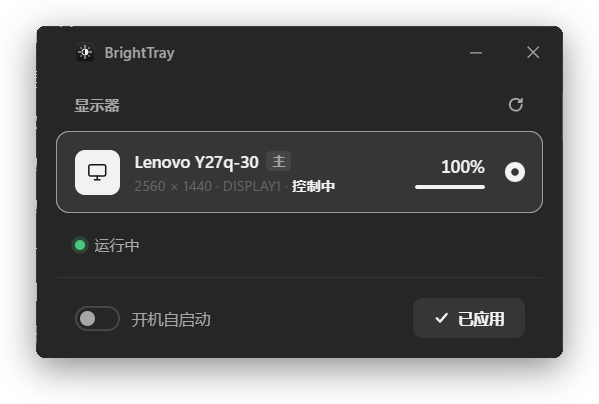 BrightTray
显示器
Lenovo Y27q-30 主
100%
2560 × 1440 · DISPLAY1 · 控制中
运行中
开机自启动
已应用